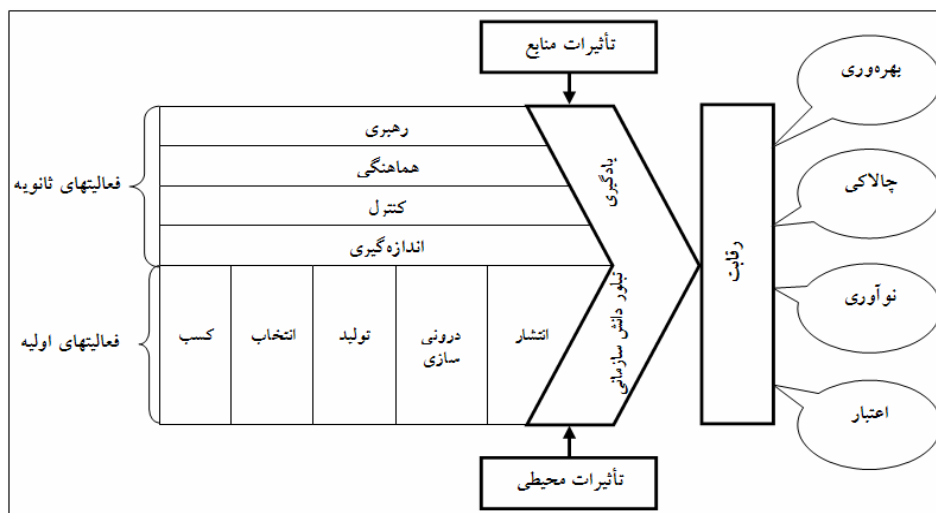 تأثیرات منابع
بهره‌وری
چالاکی
نوآوری
اعتبار
رقابت
یادگیری
تبلور دانش سازمانی
فعالیتهای ثانویه
رهبری
هماهنگی
کنترل
اندازه‌گیری
فعالیتهای اولیه
کسب
انتخاب
تولید
درونی
سازی
انتشار
تأثیرات محیطی